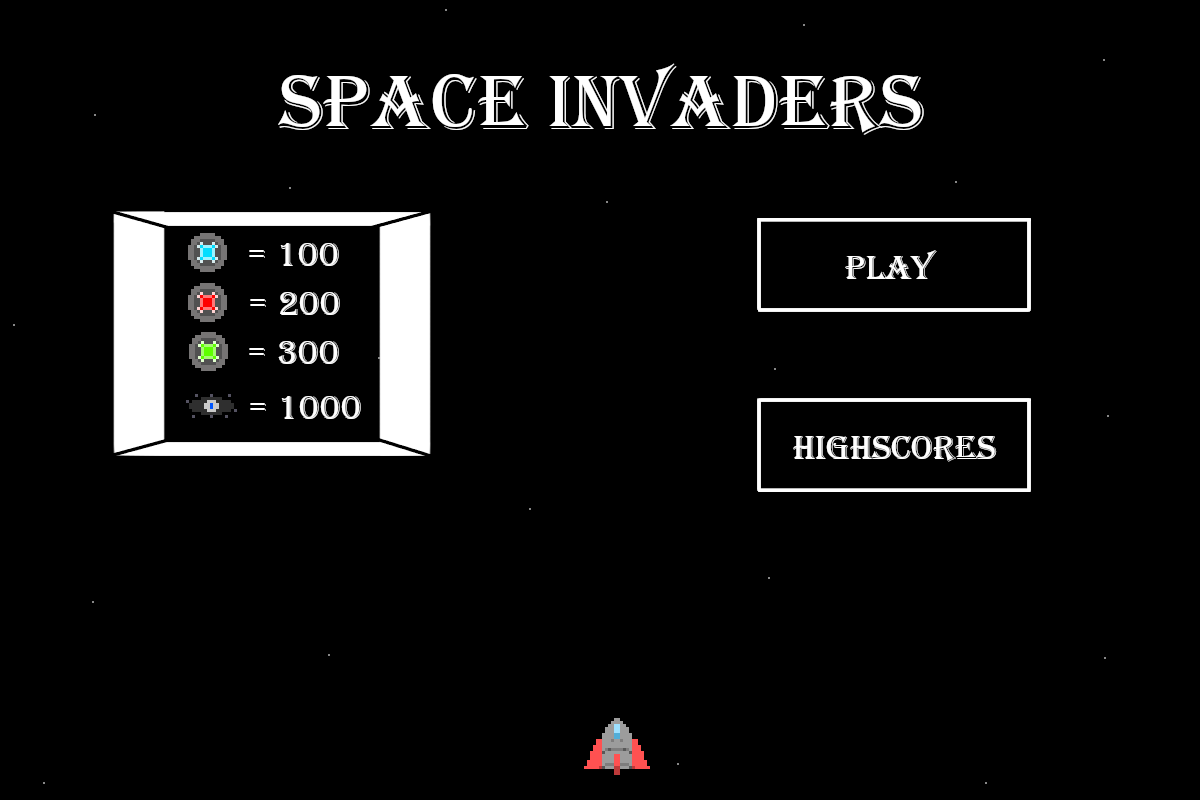 SPACE INVADERS
= 100
= 200
= 300
= 1000
PLAY
HIGHSCORES